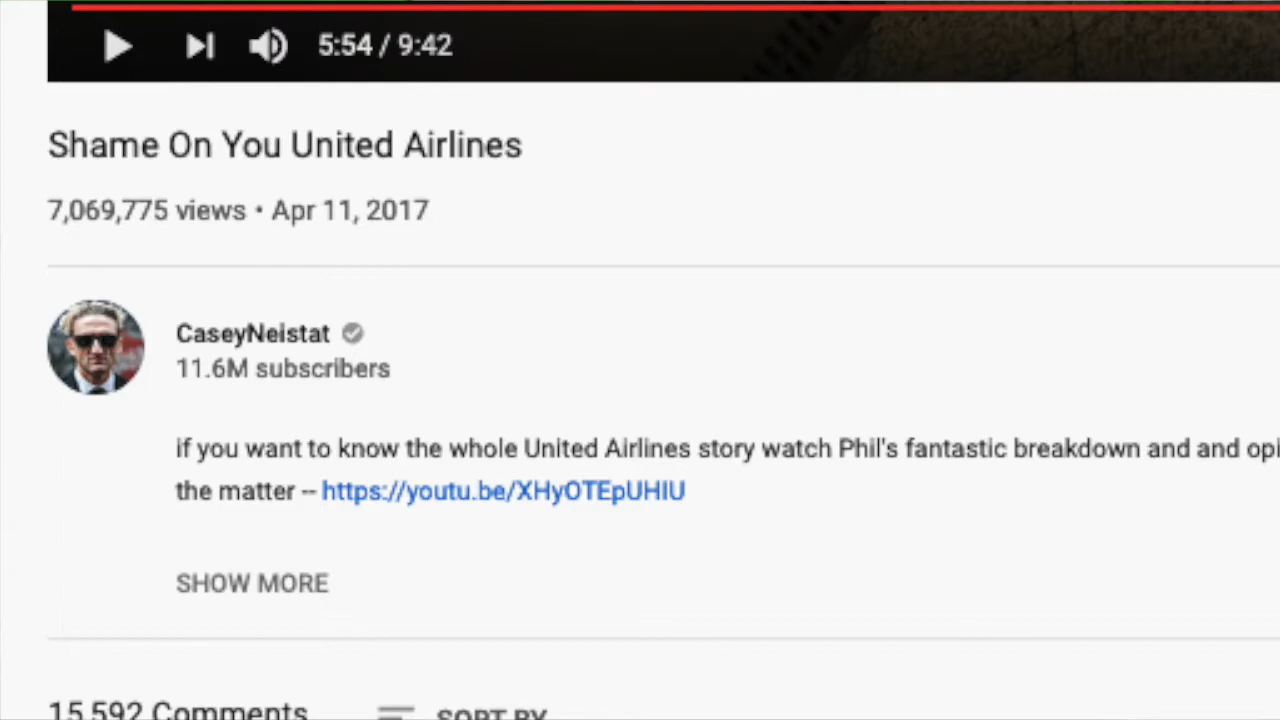 5:54 / 9:42
Shame On You United Airlines
7,069,775 views • Apr 11, 2017
CaseyNeistat
11.6M subscribers
if you want to know the whole United Airlines story watch Phil's fantastic breakdown and and opi
the matter -- https://youtu.be/XHyOTEpUHIU
SHOW MORE
15,592 Comments SORT BY